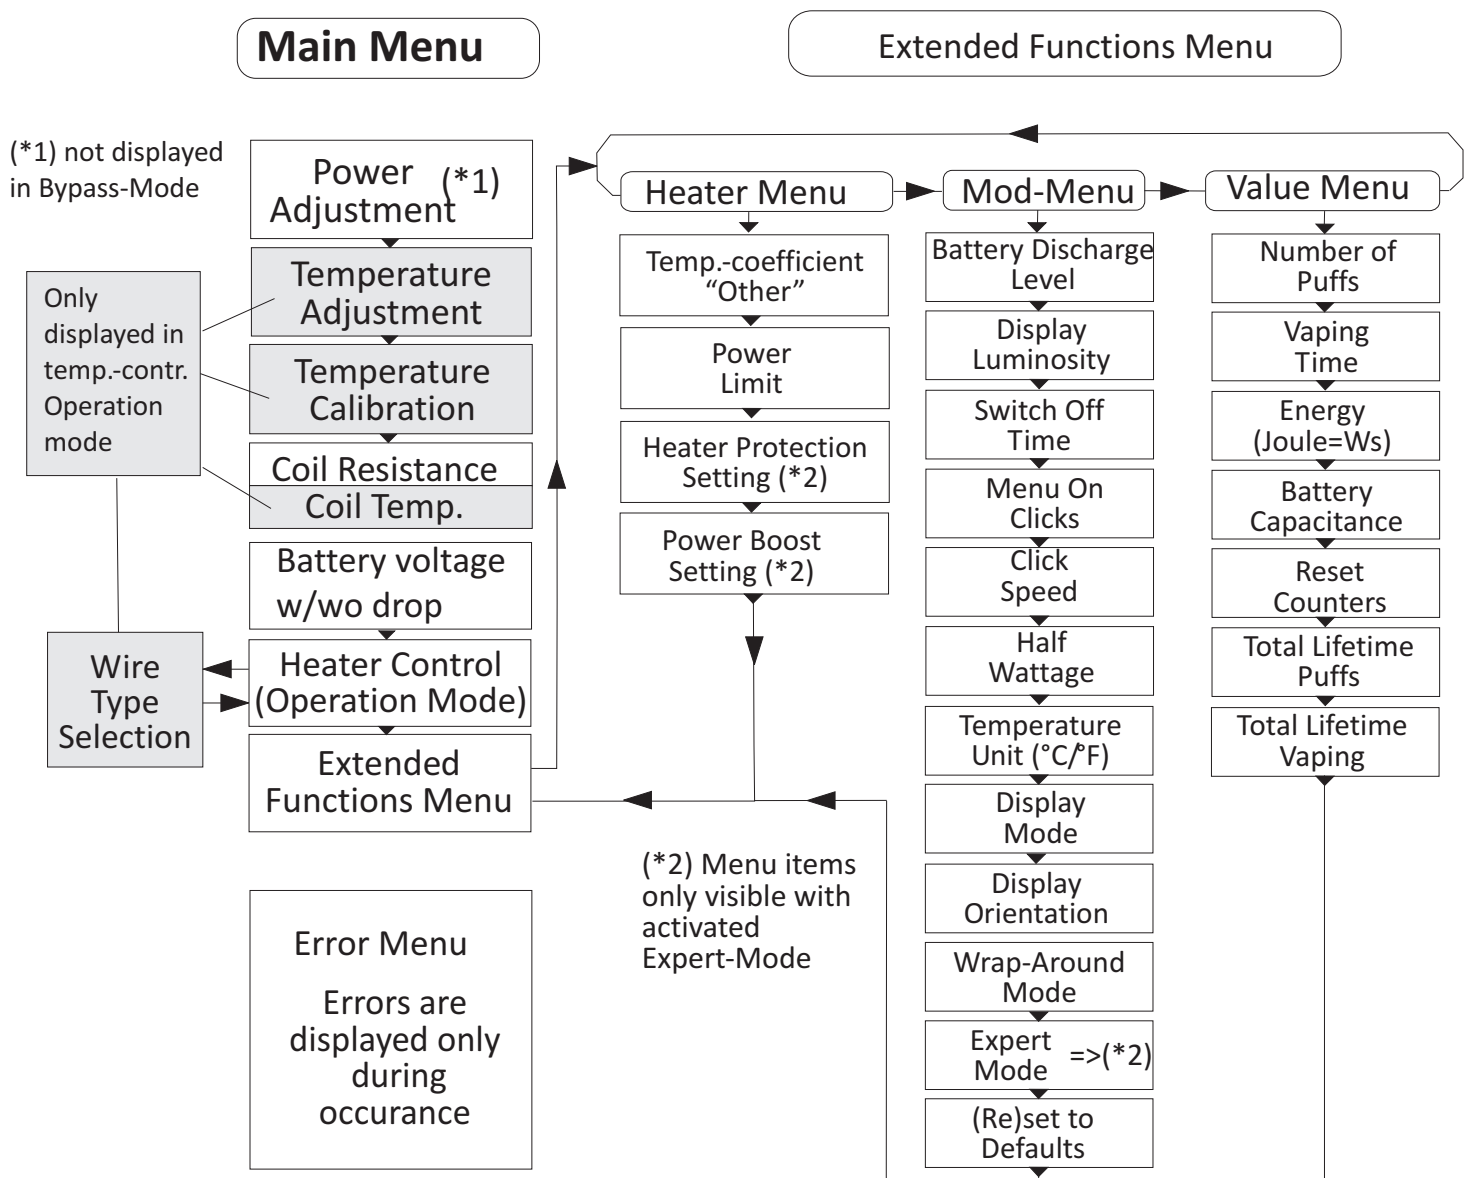 Main Menu
Extended Functions Menu
(*1) not displayed
in Bypass-Mode
Power (*1)
Adjustment
Temperature
Adjustment
Temperature
Calibration
Coil Resistance
Coil Temp.
Battery voltage
w/wo drop
Heater Control
(Operation Mode)
Extended
Functions Menu
Only
displayed in
temp.-contr.
Operation
mode
Wire
Type
Selection
Error Menu
Errors are
displayed only
during
occurance
Heater Menu
Temp.-coefficient
“Other”
Power
Limit
Heater Protection
Setting (*2)
Power Boost
Setting (*2)
(*2) Menu items
only visible with
activated
Expert-Mode
Mod-Menu
Battery Discharge
Level
Display
Luminosity
Switch Off
Time
Menu On
Clicks
Click
Speed
Half
Wattage
Temperature
Unit (°C/°F)
Display
Mode
Display
Orientation
Wrap-Around
Mode
Expert =>(*2)
Mode
(Re)set to
Defaults
Value Menu
Number of
Puffs
Vaping
Time
Energy
(Joule=Ws)
Battery
Capacitance
Reset
Counters
Total Lifetime
Puffs
Total Lifetime
Vaping